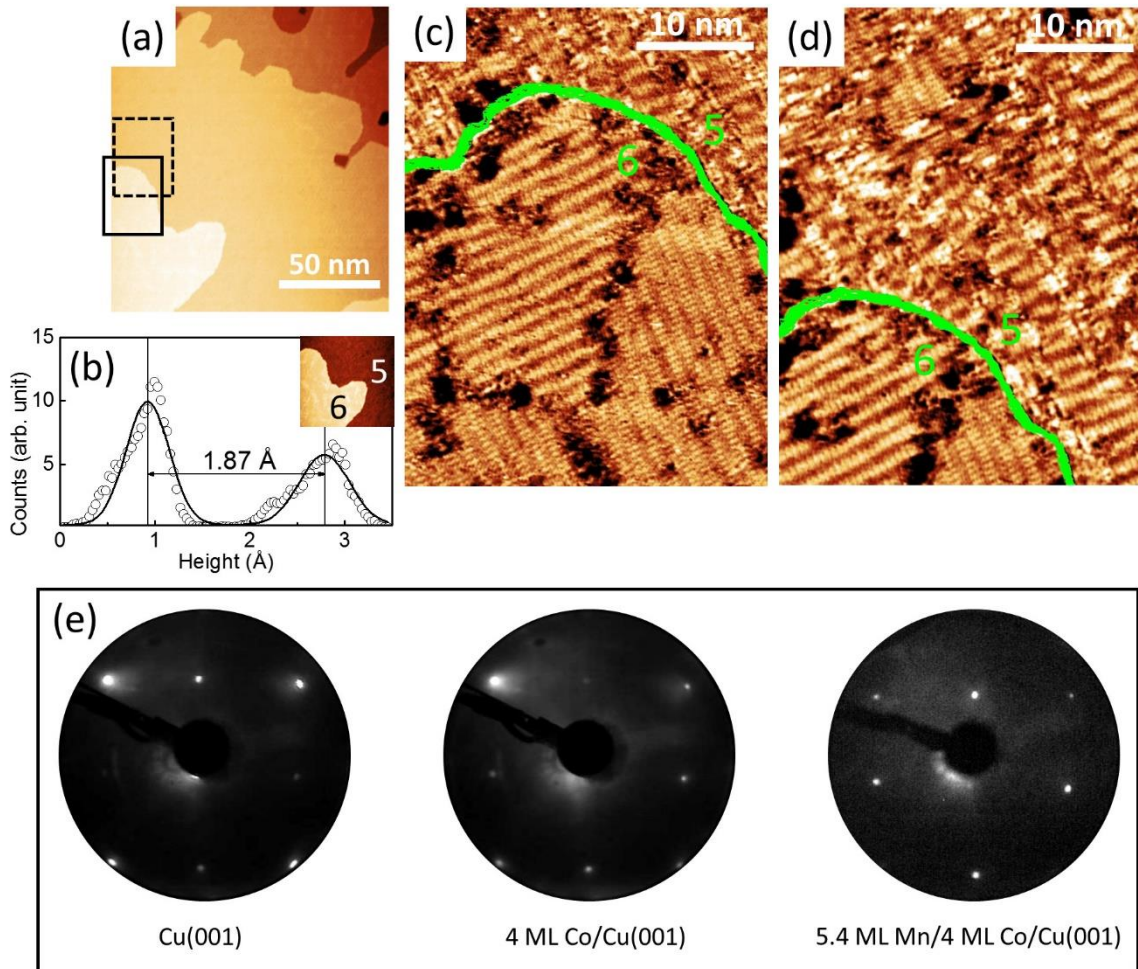 (a)
50 nm
(b)
Counts (arb. unit)
15
10
5
0
1
2
3
Height (Å)
1.87 Å
5
6
(c)
10 nm
5
6
(d)
10 nm
5
6
(e)
Cu(001)
4 ML Co/Cu(001)
5.4 ML Mn/4 ML Co/Cu(001)